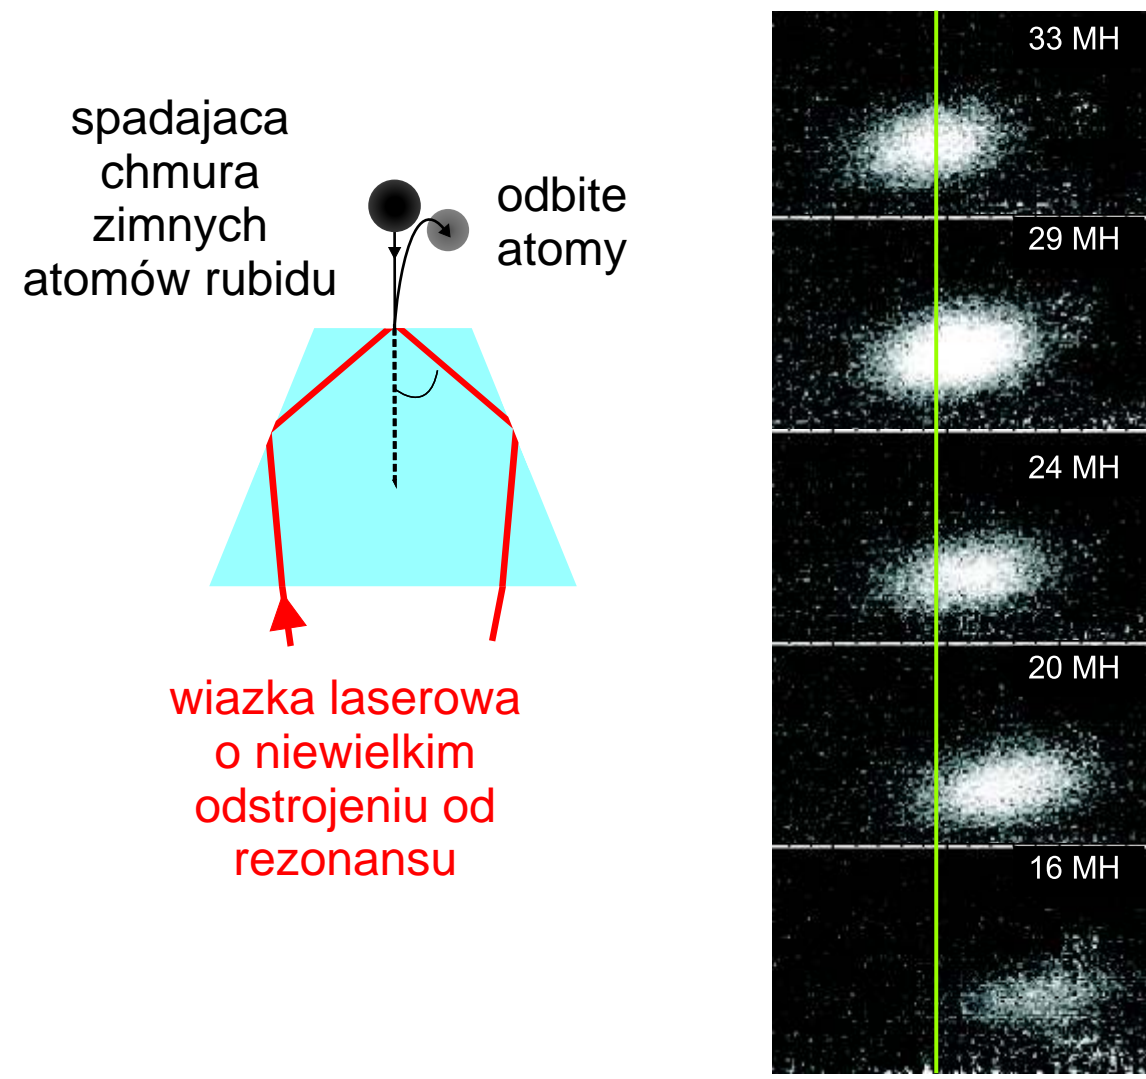 spadajaca
chmura
zimnych
atomów rubidu
odbite
atomy
wiazka laserowa
o niewielkim
odstrojeniu od
rezonansu
33 MH
29 MH
24 MH
20 MH
16 MH